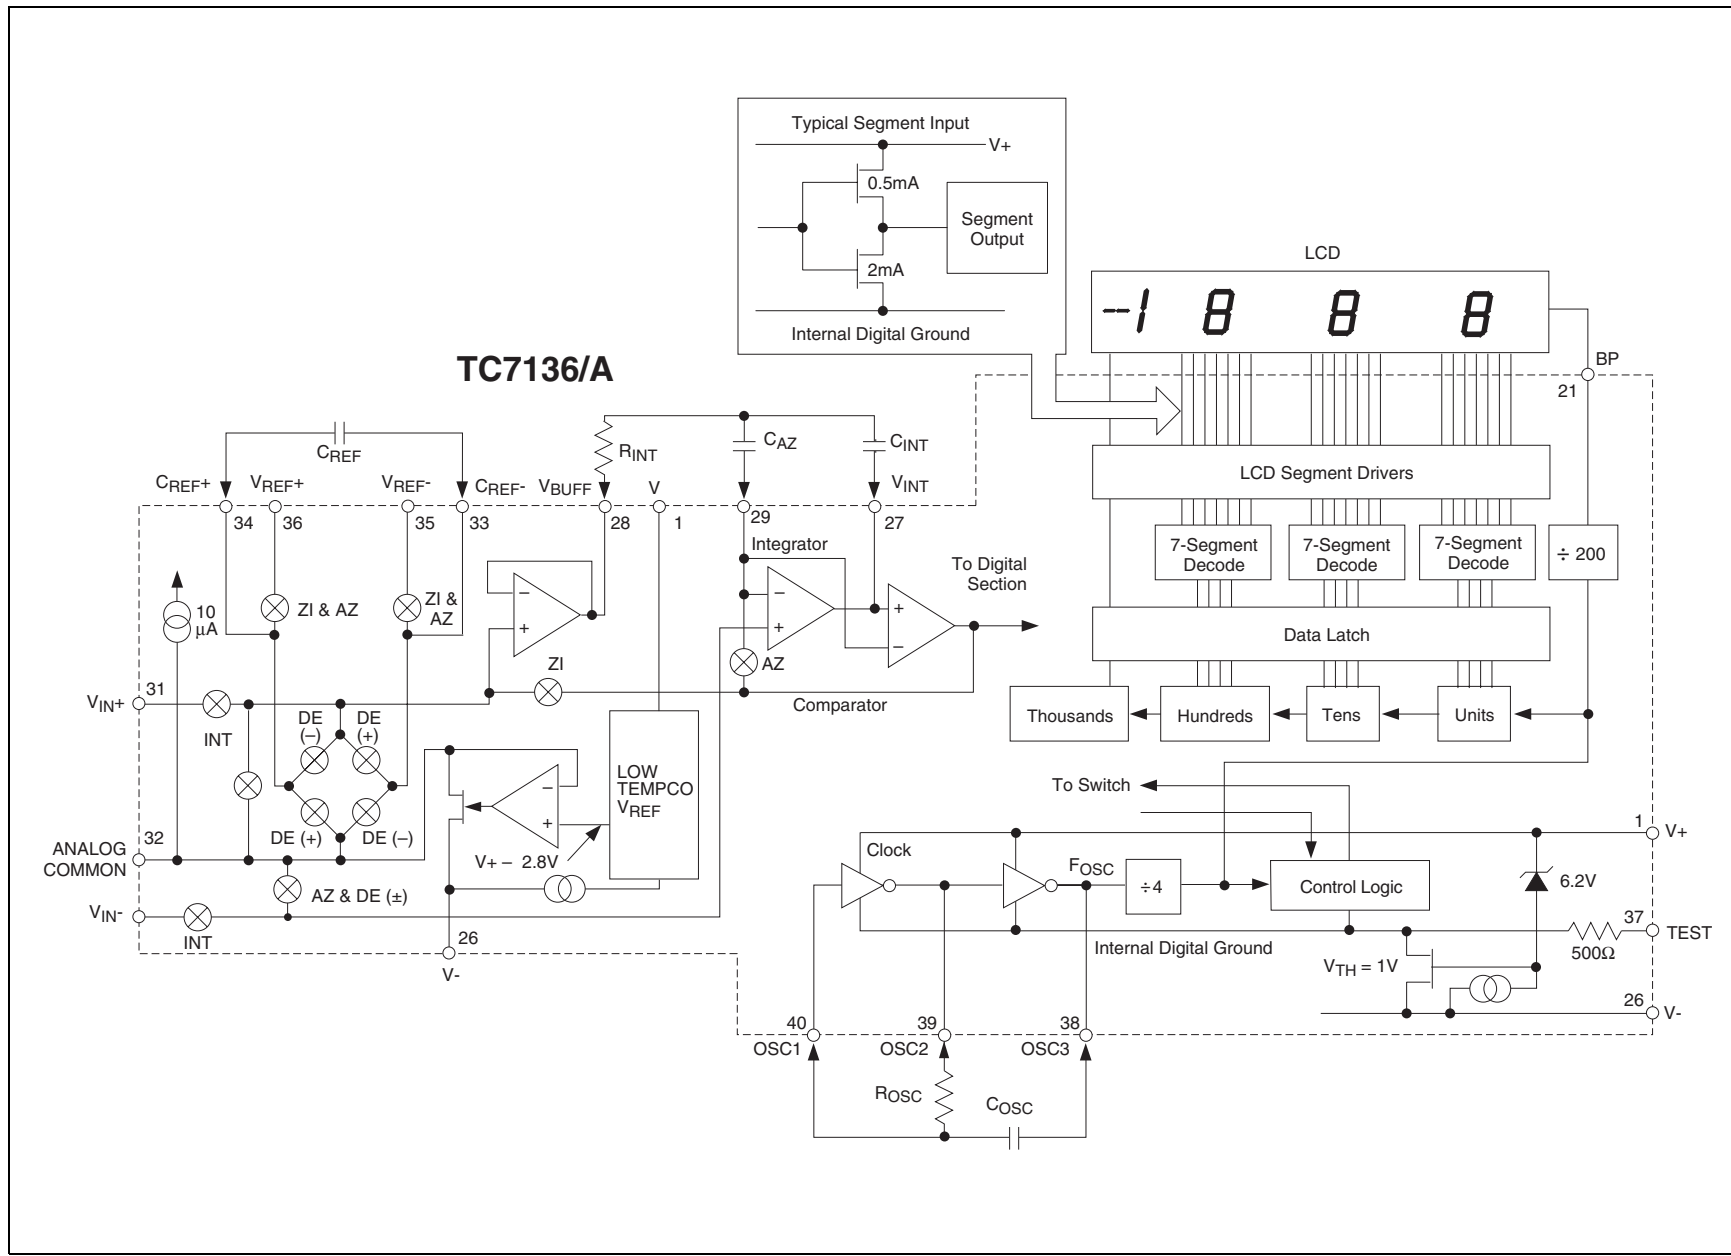 Typical Segment Input
V+
0.5mA
Segment
Output
2mA
Internal Digital Ground
LCD
-1 8 8 8
TC7136/A
BP
21
CREF
RINT
CAZ
CINT
LCD Segment Drivers
CREF+
VREF+
VREF-
CREF-
VBUFF
V
VINT
34
36
35
33
28
1
29
27
Integrator
To Digital
Section
7-Segment
Decode
7-Segment
Decode
7-Segment
Decode
÷ 200
10
µA
ZI & AZ
ZI &
AZ
–
+
–
+
+
–
Data Latch
ZI
AZ
Comparator
31
VIN+
INT
DE
(–)
DE
(+)
Thousands
Hundreds
Tens
Units
LOW
TEMPCO
VREF
–
+
To Switch
32
ANALOG
COMMON
DE (+)
DE (–)
V+ – 2.8V
1
V+
Clock
FOSC
÷4
Control Logic
6.2V
AZ & DE (±)
VIN-
INT
26
V-
Internal Digital Ground
VTH = 1V
37
TEST
500Ω
26
V-
40
39
38
OSC1
OSC2
OSC3
ROSC
COSC